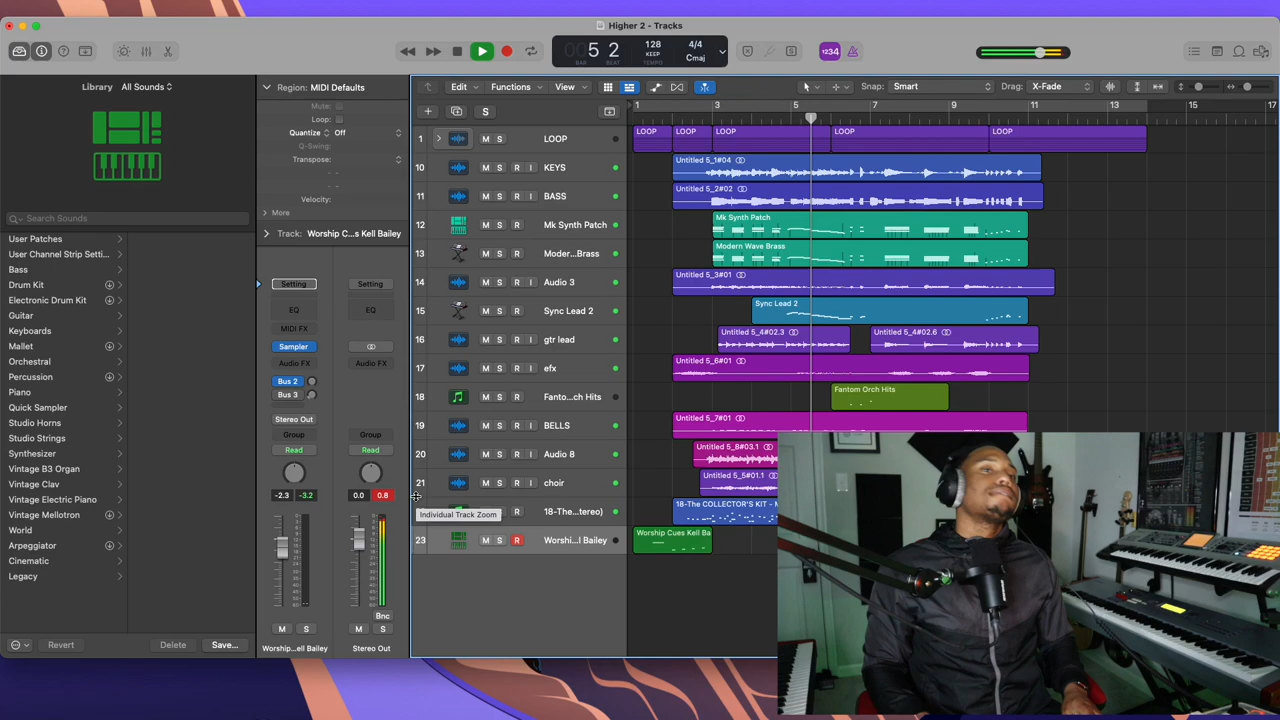 Higher 2 - Tracks
5 2
BAR BEAT
128
KEEP
TEMPO
4/4
Cmaj
1234
Library All Sounds
Region: MIDI Defaults
Edit Functions View
Snap: Smart
Drag: X-Fade
Mute:
Loop:
Quantize Off
Q-Swing:
Transpose:
Velocity:
More
Track: Worship C...s Kell Bailey
Search Sounds
User Patches
User Channel Strip Setti...
Bass
Drum Kit
Electronic Drum Kit
Guitar
Keyboards
Mallet
Orchestral
Percussion
Piano
Quick Sampler
Studio Horns
Studio Strings
Synthesizer
Vintage B3 Organ
Vintage Clav
Vintage Electric Piano
Vintage Mellotron
World
Arpeggiator
Cinematic
Legacy
Revert Delete Save...
Setting Setting
EQ EQ
MIDI FX
Sampler
Audio FX Audio FX
Bus 2
Bus 3
Stereo Out
Group Group
Read Read
-2.3 -3.2 0.0 0.8
Bnc
M S M S
Worship...ell Bailey Stereo Out
S
1 3 5 7 9 11 13 15 17
1 M S LOOP
LOOP LOOP LOOP LOOP LOOP
10 M S R I KEYS
Untitled 5_1#04
11 M S R I BASS
Untitled 5_2#02
12 M S R Mk Synth Patch
Mk Synth Patch
13 M S R Moder...Brass
Modern Wave Brass
14 M S R I Audio 3
Untitled 5_3#01
15 M S R Sync Lead 2
Sync Lead 2
16 M S R I gtr lead
Untitled 5_4#02.3 Untitled 5_4#02.6
17 M S R I efx
Untitled 5_6#01
18 M S R Fanto...ch Hits
Fantom Orch Hits
19 M S R I BELLS
Untitled 5_7#01
20 M S R I Audio 8
Untitled 5_8#03.1
21 M S R I choir
Untitled 5_5#01.1
Individual Track Zoom
R 18-The...tereo)
18-The COLLECTOR'S KIT - M
23 M S R Worshi...l Bailey
Worship Cues Kell Ba